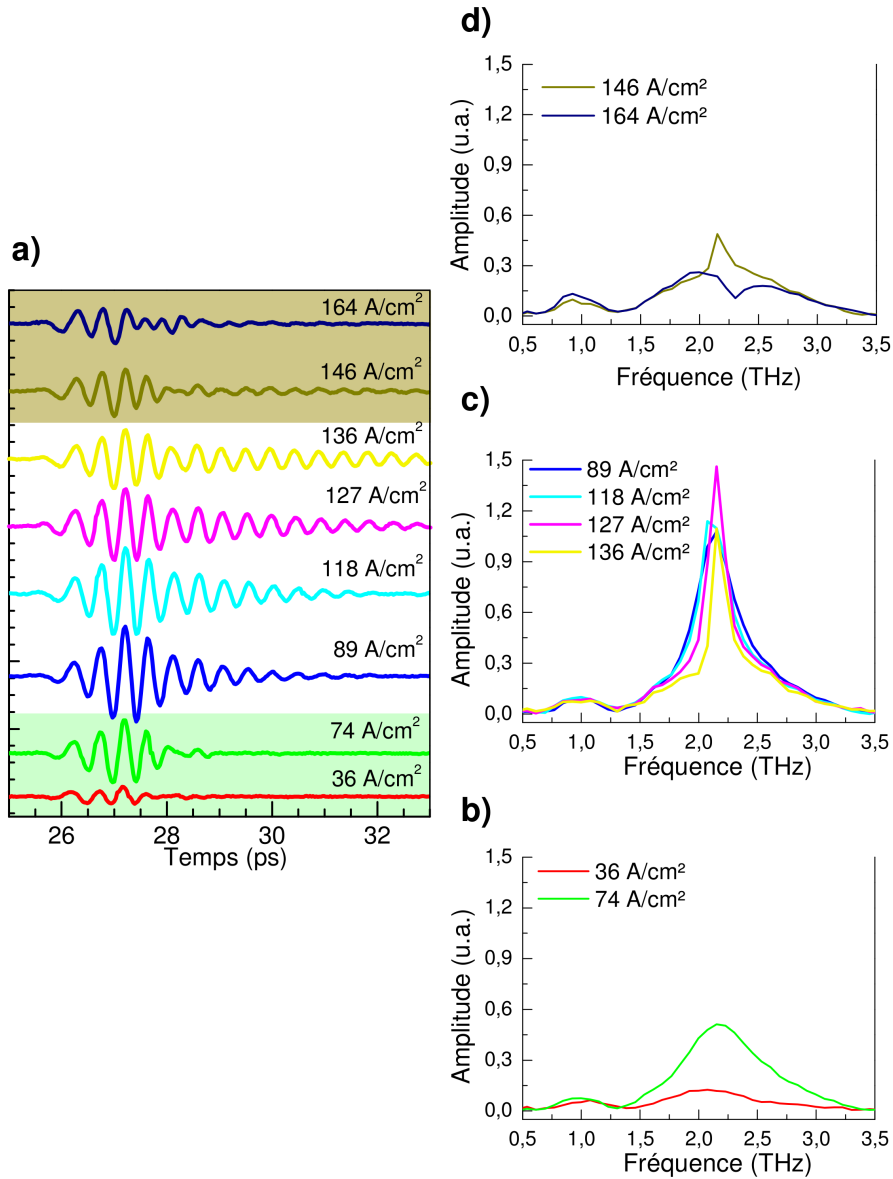 a)
164 A/cm²
146 A/cm²
136 A/cm²
127 A/cm²
118 A/cm²
89 A/cm²
74 A/cm²
36 A/cm²
26 28 30 32
Temps (ps)
d)
146 A/cm²
164 A/cm²
Amplitude (u.a.)
1,5
1,2
0,9
0,6
0,3
0,0
0,5 1,0 1,5 2,0 2,5 3,0 3,5
Fréquence (THz)
c)
89 A/cm²
118 A/cm²
127 A/cm²
136 A/cm²
Amplitude (u.a.)
1,5
1,2
0,9
0,6
0,3
0,0
0,5 1,0 1,5 2,0 2,5 3,0 3,5
Fréquence (THz)
b)
36 A/cm²
74 A/cm²
Amplitude (u.a.)
1,5
1,2
0,9
0,6
0,3
0,0
0,5 1,0 1,5 2,0 2,5 3,0 3,5
Fréquence (THz)